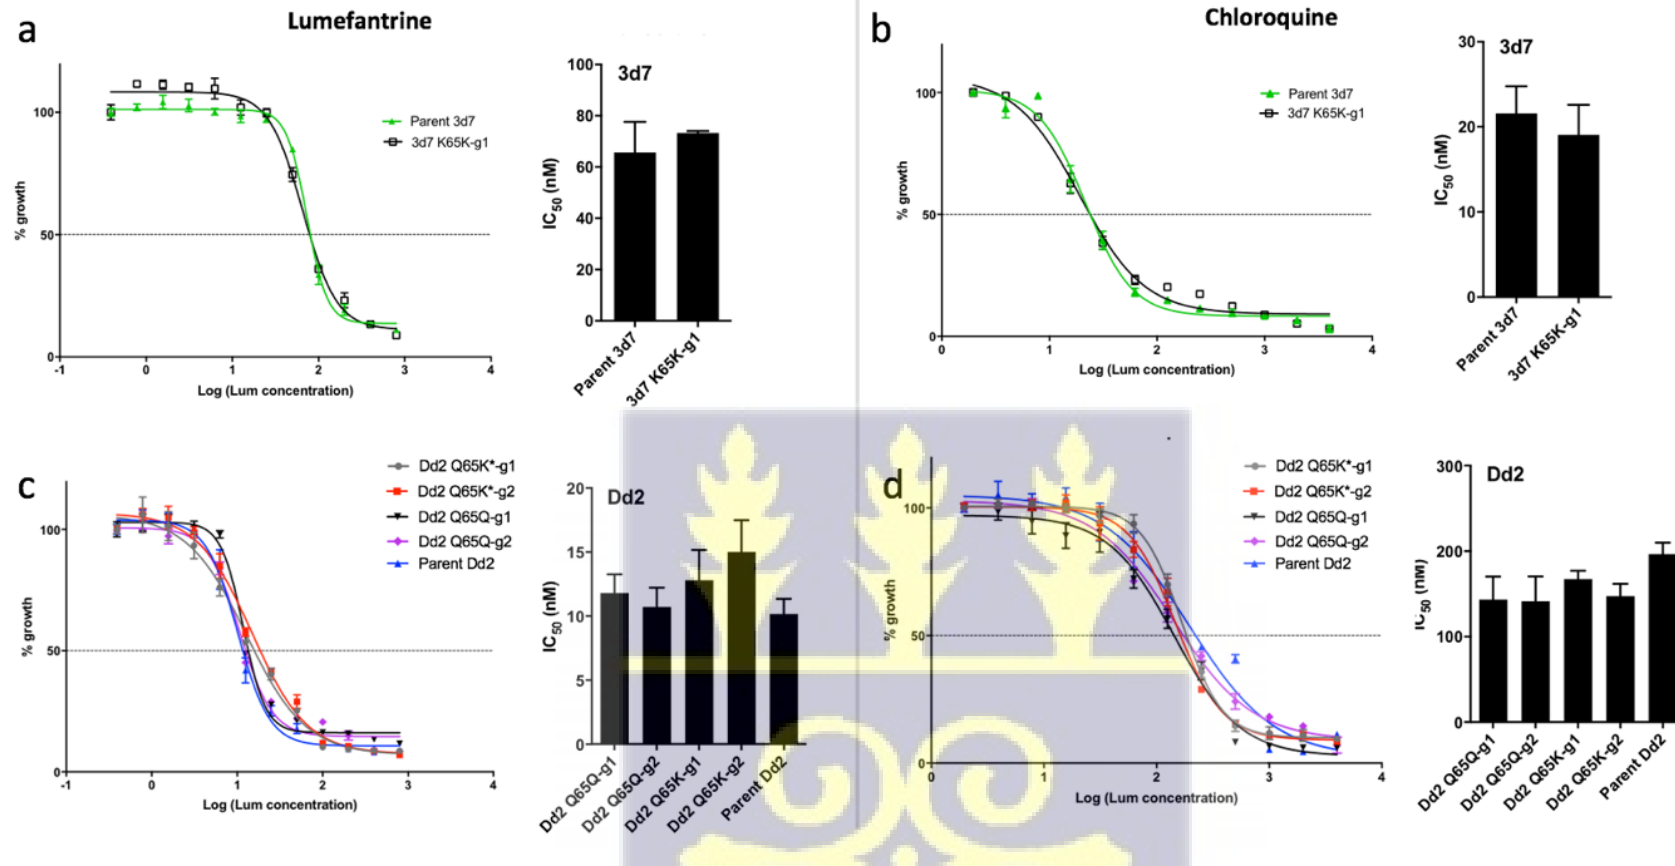 a
Lumefantrine
100
50
0
% growth
-1 0 1 2 3 4
Log (Lum concentration)
Parent 3d7
3d7 K65K-g1
3d7
100
80
60
40
20
0
IC50 (nM)
Parent 3d7
3d7 K65K-g1
b
Chloroquine
100
50
0
% growth
0 1 2 3 4
Log (Lum concentration)
Parent 3d7
3d7 K65K-g1
3d7
30
20
10
0
IC50 (nM)
Parent 3d7
3d7 K65K-g1
c
100
50
0
% growth
-1 0 1 2 3 4
Log (Lum concentration)
Dd2 Q65K*-g1
Dd2 Q65K*-g2
Dd2 Q65Q-g1
Dd2 Q65Q-g2
Parent Dd2
Dd2
20
15
10
5
0
IC50 (nM)
Dd2 Q65Q-g1
Dd2 Q65Q-g2
Dd2 Q65K-g1
Dd2 Q65K-g2
Parent Dd2
d
100
50
0
% growth
0 1 2 3 4
Log (Lum concentration)
Dd2 Q65K*-g1
Dd2 Q65K*-g2
Dd2 Q65Q-g1
Dd2 Q65Q-g2
Parent Dd2
Dd2
300
200
100
0
IC50 (nM)
Dd2 Q65Q-g1
Dd2 Q65Q-g2
Dd2 Q65K-g1
Dd2 Q65K-g2
Parent Dd2